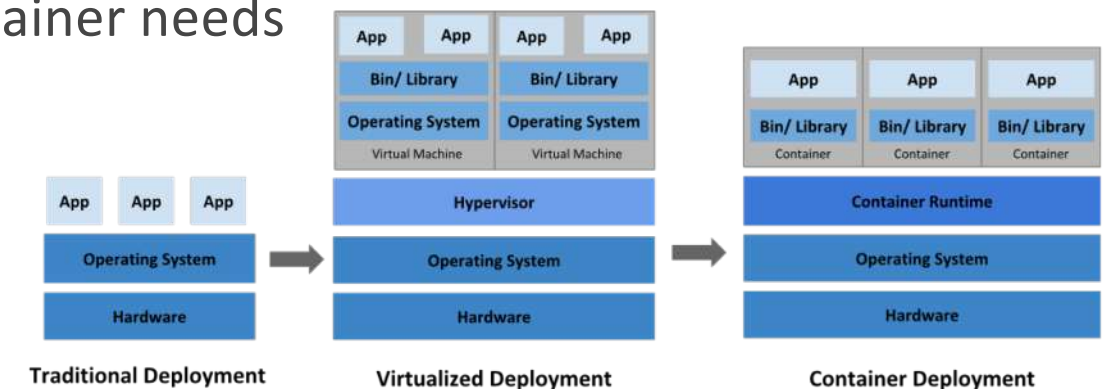 ainer needs
App App App
Operating System
Hardware
Traditional Deployment
App App App App
Bin/ Library Bin/ Library
Operating System Operating System
Virtual Machine Virtual Machine
Hypervisor
Operating System
Hardware
Virtualized Deployment
App App App
Bin/ Library Bin/ Library Bin/ Library
Container Container Container
Container Runtime
Operating System
Hardware
Container Deployment